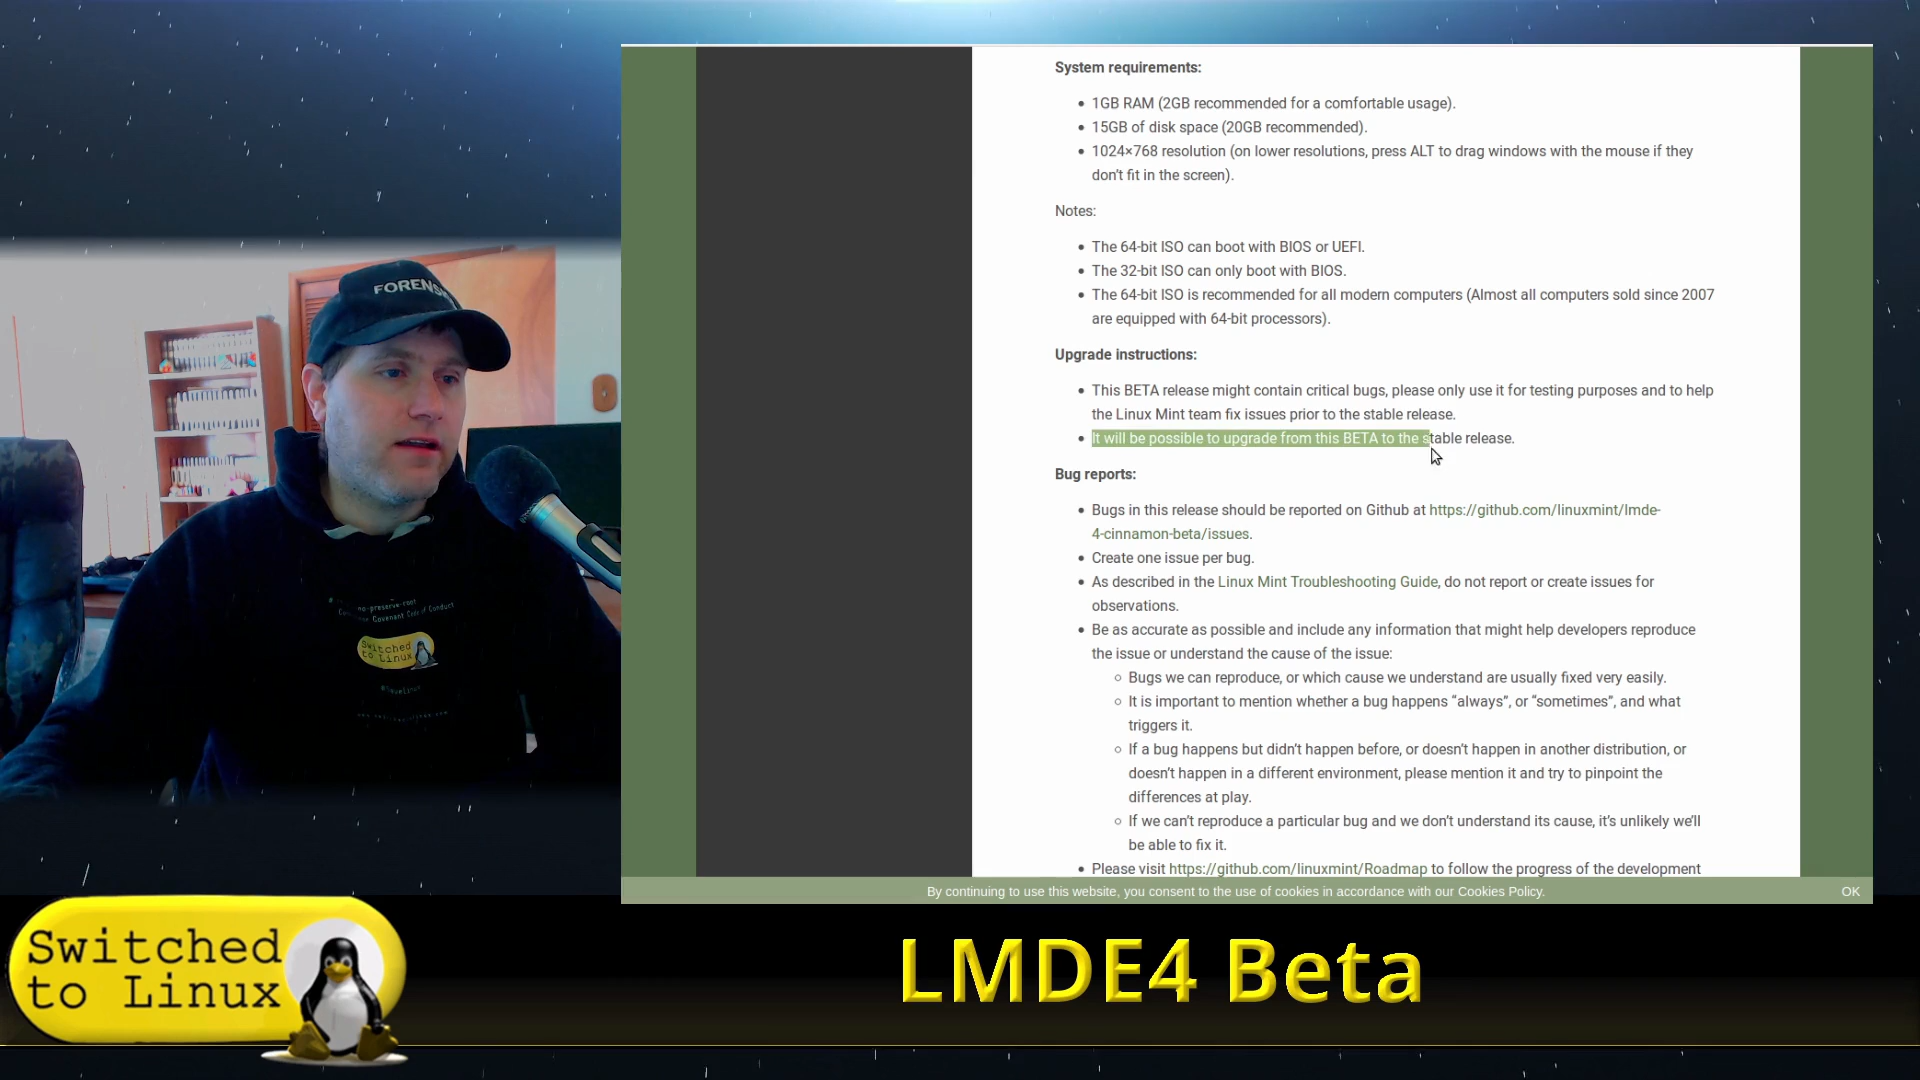 System requirements:
• 1GB RAM (2GB recommended for a comfortable usage).
• 15GB of disk space (20GB recommended).
• 1024×768 resolution (on lower resolutions, press ALT to drag windows with the mouse if they
don’t fit in the screen).
Notes:
• The 64-bit ISO can boot with BIOS or UEFI.
• The 32-bit ISO can only boot with BIOS.
• The 64-bit ISO is recommended for all modern computers (Almost all computers sold since 2007
are equipped with 64-bit processors).
Upgrade instructions:
• This BETA release might contain critical bugs, please only use it for testing purposes and to help
the Linux Mint team fix issues prior to the stable release.
• It will be possible to upgrade from this BETA to the stable release.
Bug reports:
• Bugs in this release should be reported on Github at https://github.com/linuxmint/lmde-
4-cinnamon-beta/issues.
• Create one issue per bug.
• As described in the Linux Mint Troubleshooting Guide, do not report or create issues for
observations.
• Be as accurate as possible and include any information that might help developers reproduce
the issue or understand the cause of the issue:
◦ Bugs we can reproduce, or which cause we understand are usually fixed very easily.
◦ It is important to mention whether a bug happens “always”, or “sometimes”, and what
triggers it.
◦ If a bug happens but didn’t happen before, or doesn’t happen in another distribution, or
doesn’t happen in a different environment, please mention it and try to pinpoint the
differences at play.
◦ If we can’t reproduce a particular bug and we don’t understand its cause, it’s unlikely we’ll
be able to fix it.
• Please visit https://github.com/linuxmint/Roadmap to follow the progress of the development
By continuing to use this website, you consent to the use of cookies in accordance with our Cookies Policy.
OK
no-preserve-root
Covenant Code of Conduct
Switched
to Linux
Switched
to Linux
LMDE4 Beta